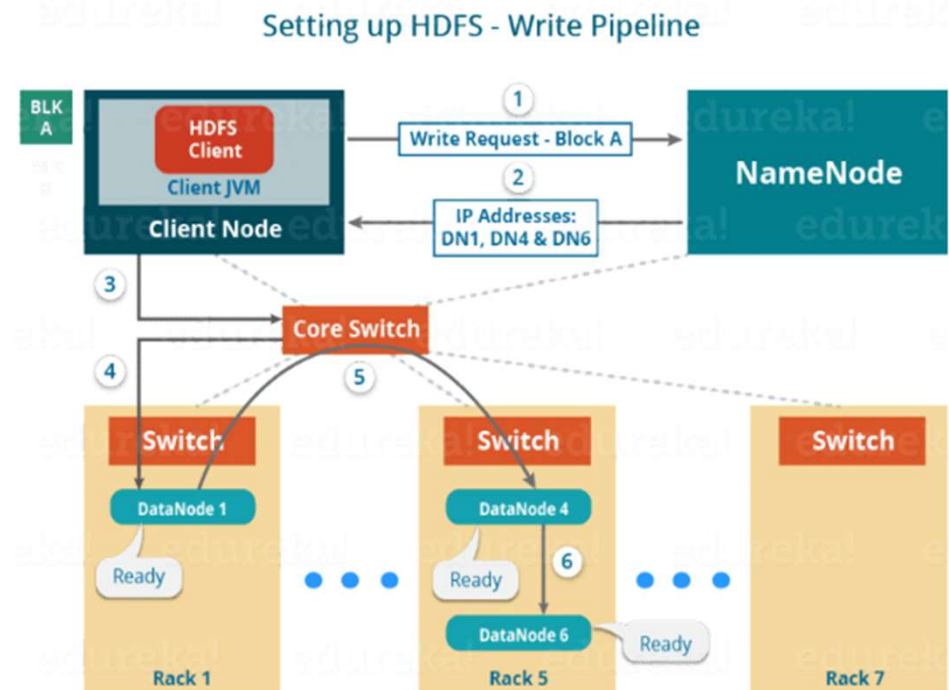 Setting up HDFS - Write Pipeline
BLK
A
HDFS
Client
Client JVM
Client Node
1
Write Request - Block A
2
IP Addresses:
DN1, DN4 & DN6
NameNode
3
Core Switch
4
5
Switch
Switch
Switch
DataNode 1
DataNode 4
Ready
Ready
6
DataNode 6
Ready
Rack 1
Rack 5
Rack 7
edureka!